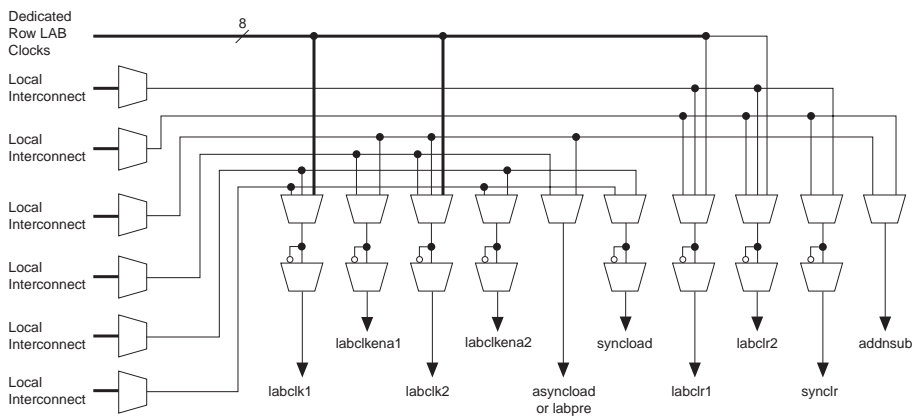 Dedicated
Row LAB
Clocks
8
Local
Interconnect
Local
Interconnect
Local
Interconnect
Local
Interconnect
Local
Interconnect
Local
Interconnect
labclkena1
labclkena2
syncload
labclr2
addnsub
labclk1
labclk2
asyncload
or labpre
labclr1
synclr